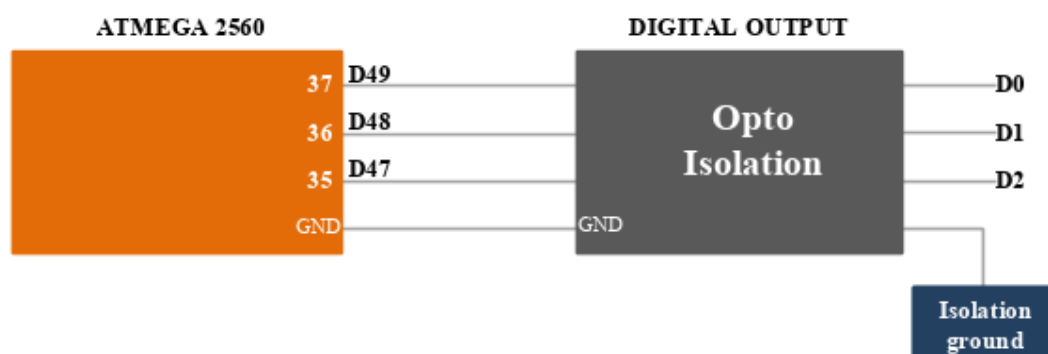 ATMEGA 2560
DIGITAL OUTPUT
37 D49
36 D48
35 D47
GND
GND
Opto
Isolation
D0
D1
D2
Isolation
ground